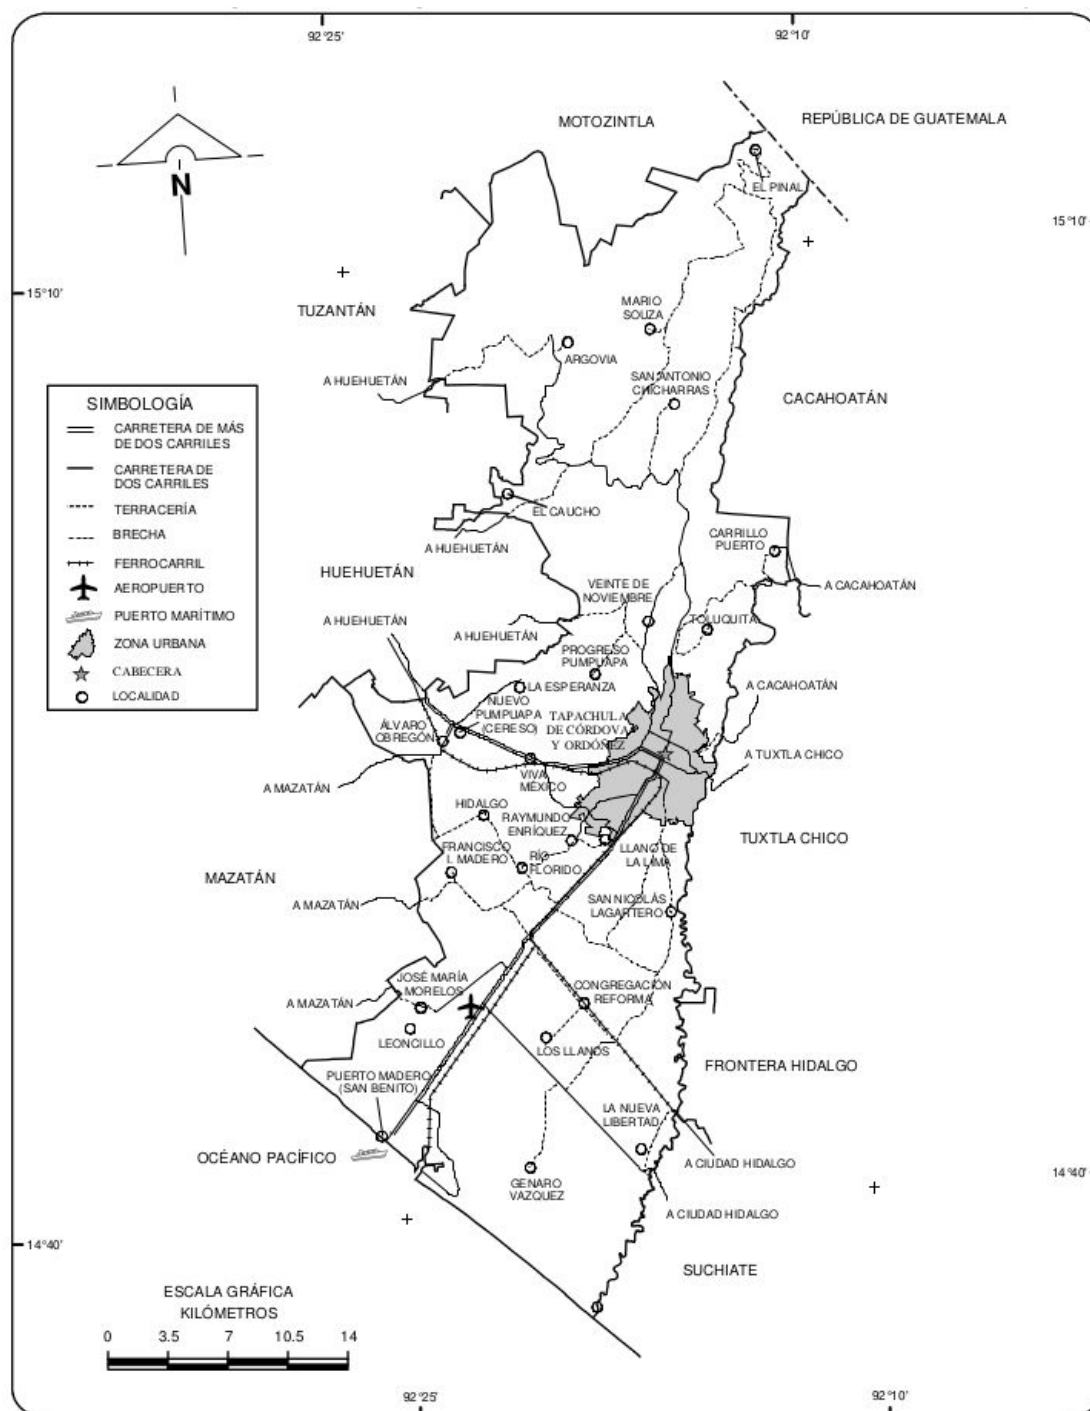 92°25'
92°10'
MOTOZINTLA
REPÚBLICA DE GUATEMALA
N
EL PINAL
15°10'
15°10'
TUZANTÁN
MARIO
SOUZA
ARGOVIA
A HUEHUETÁN
SAN ANTONIO
CHICHARRAS
CACAHOATÁN
SIMBOLOGÍA
CARRETERA DE MÁS
DE DOS CARRILES
CARRETERA DE
DOS CARRILES
TERRACERÍA
BRECHA
FERROCARRIL
AEROPUERTO
PUERTO MARÍTIMO
ZONA URBANA
CABECERA
LOCALIDAD
EL CAUCHO
A HUEHUETÁN
CARRILLO
PUERTO
HUEHUETÁN
VEINTE DE
NOVIEMBRE
A CACAHOATÁN
A HUEHUETÁN
A HUEHUETÁN
TOLUQUITA
PROGRESO
PUMPUAPA
LA ESPERANZA
A CACAHOATÁN
NUEVO
PUMPUAPA
(CERESO)
TAPACHULA
DE CÓRDOVA
Y ORDÓÑEZ
ÁLVARO
OBREGÓN
A TUXTLA CHICO
A MAZATÁN
VIVA
MÉXICO
HIDALGO
RAYMUNDO
ENRÍQUEZ
TUXTLA CHICO
FRANCISCO
I. MADERO
RÍO
FLORIDO
LLANO DE
LA LIMA
MAZATÁN
A MAZATÁN
SAN NICOLÁS
LAGARTERO
JOSÉ MARÍA
MORELOS
CONGREGACIÓN
REFORMA
A MAZATÁN
LEONCILLO
LOS LLANOS
FRONTERA HIDALGO
PUERTO MADERO
(SAN BENITO)
LA NUEVA
LIBERTAD
OCÉANO PACÍFICO
A CIUDAD HIDALGO
GENARO
VAZQUEZ
14°40'
A CIUDAD HIDALGO
14°40'
SUCHIATE
ESCALA GRÁFICA
KILÓMETROS
0 3.5 7 10.5 14
92°25'
92°10'